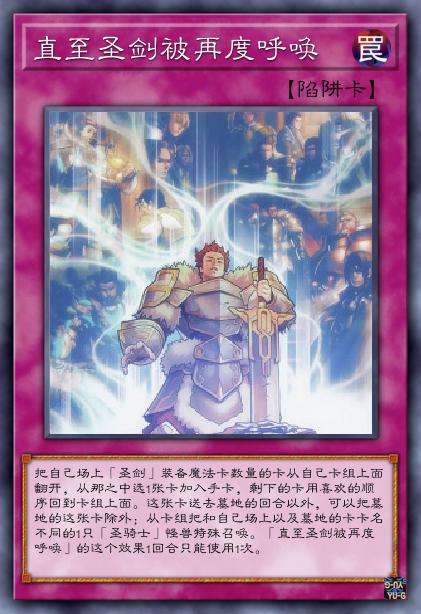 直至圣剑被再度呼唤
罠
【陷阱卡】
把自己场上「圣剑」装备魔法卡数量的卡从自己卡组上面
翻开，从那之中选1张卡加入手卡，剩下的卡用喜欢的顺
序回到卡组上面。这张卡送去墓地的回合以外，可以把墓
地的这张卡除外；从卡组把和自己场上以及墓地的卡卡名
不同的1只「圣骑士」怪兽特殊召唤。「直至圣剑被再度
呼唤」的这个效果1回合只能使用1次。
YU-G